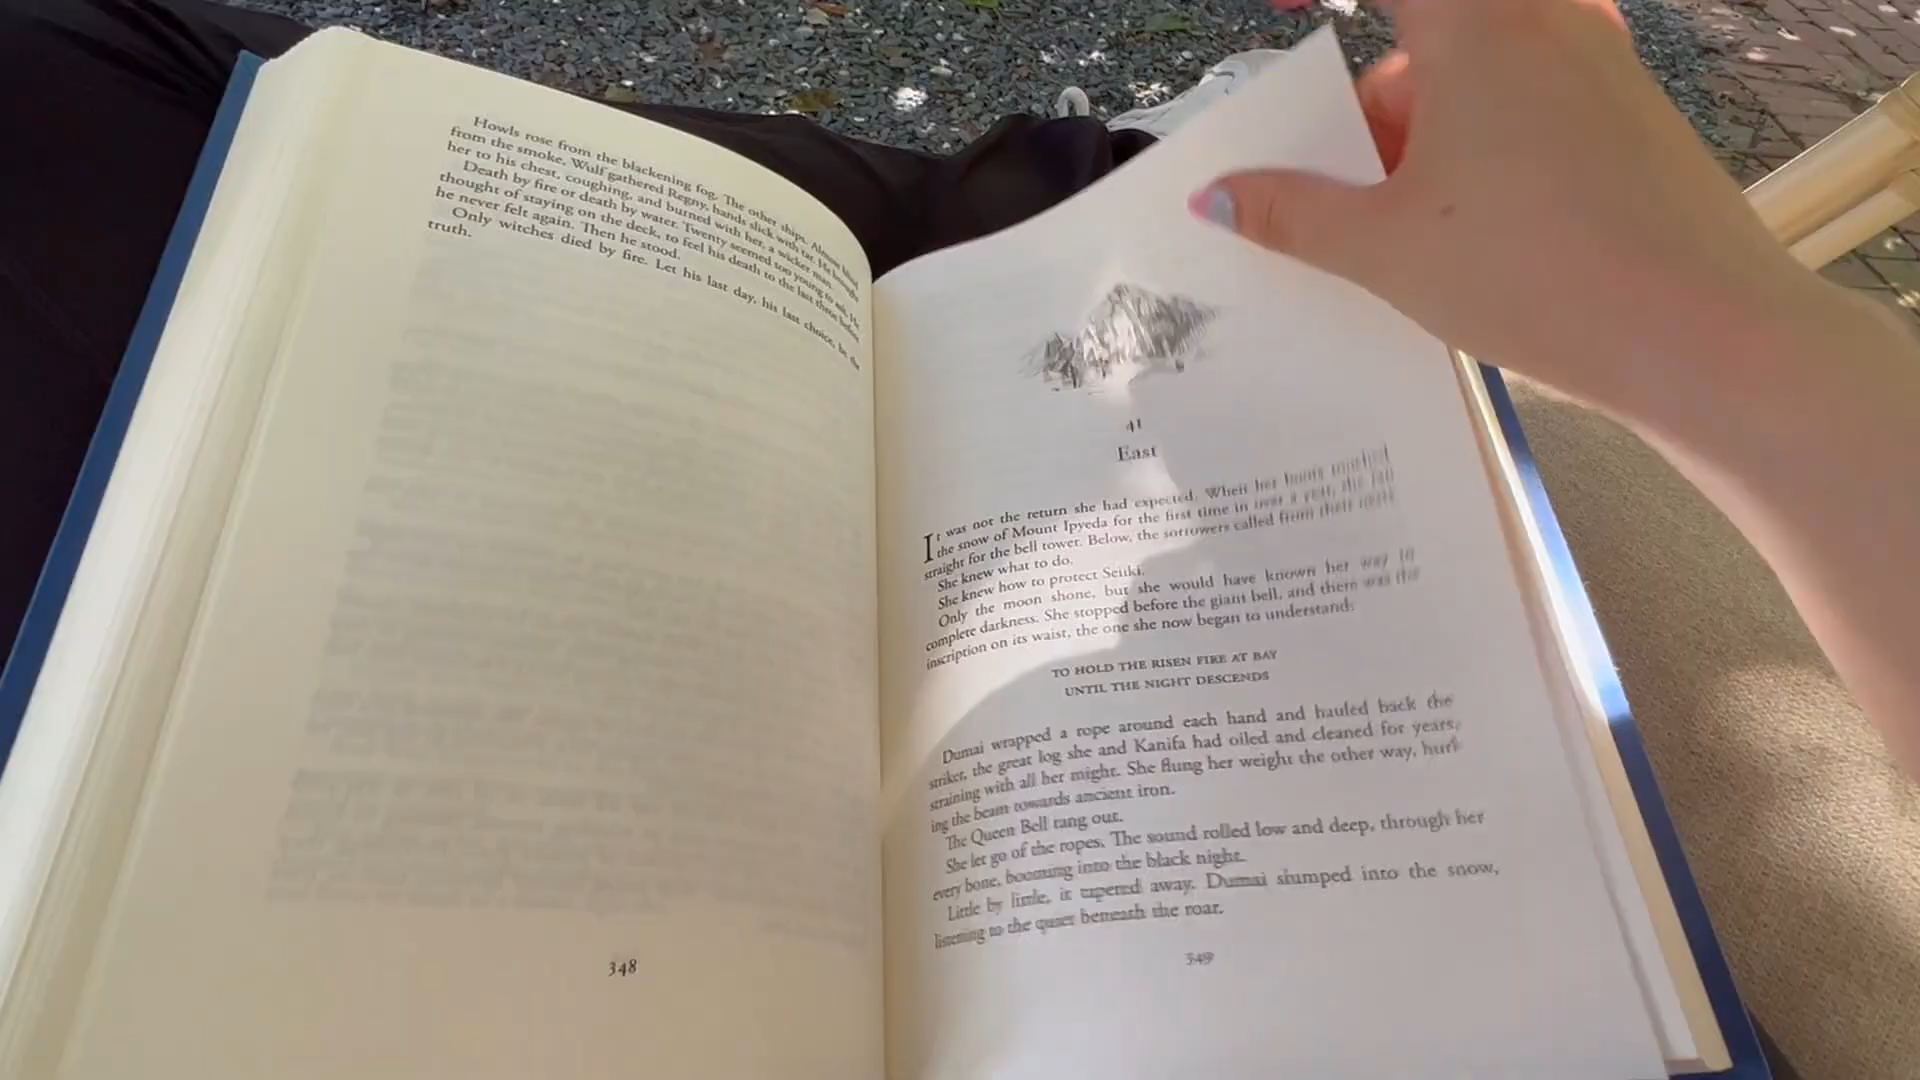 Howls rose from the blackening fog. The other ships. Almost blind
from the smoke, Wulf gathered Regny, hands slick with tar. He brought
her to his chest, coughing, and burned with her, a wicker man.
Death by fire or death by water. Twenty seemed too young to ask. He
thought of staying on the deck, to feel his death to the last throe before
he never felt again. Then he stood.
Only witches died by fire. Let his last day, his last choice, be the
truth.
348
41
East
It was not the return she had expected. When her boots touched
the snow of Mount Ipyeda for the first time in over a year, she ran
straight for the bell tower. Below, the sorrowers called from their nests.
She knew what to do.
She knew how to protect Seiiki.
Only the moon shone, but she would have known her way in
complete darkness. She stopped before the giant bell, and there was the
inscription on its waist, the one she now began to understand:
TO HOLD THE RISEN FIRE AT BAY
UNTIL THE NIGHT DESCENDS
Dumai wrapped a rope around each hand and hauled back the
striker, the great log she and Kanifa had oiled and cleaned for years,
straining with all her might. She flung her weight the other way, hurl-
ing the beam towards ancient iron.
The Queen Bell rang out.
She let go of the ropes. The sound rolled low and deep, through her
every bone, booming into the black night.
Little by little, it tapered away. Dumai slumped into the snow,
listening to the quiet beneath the roar.
349